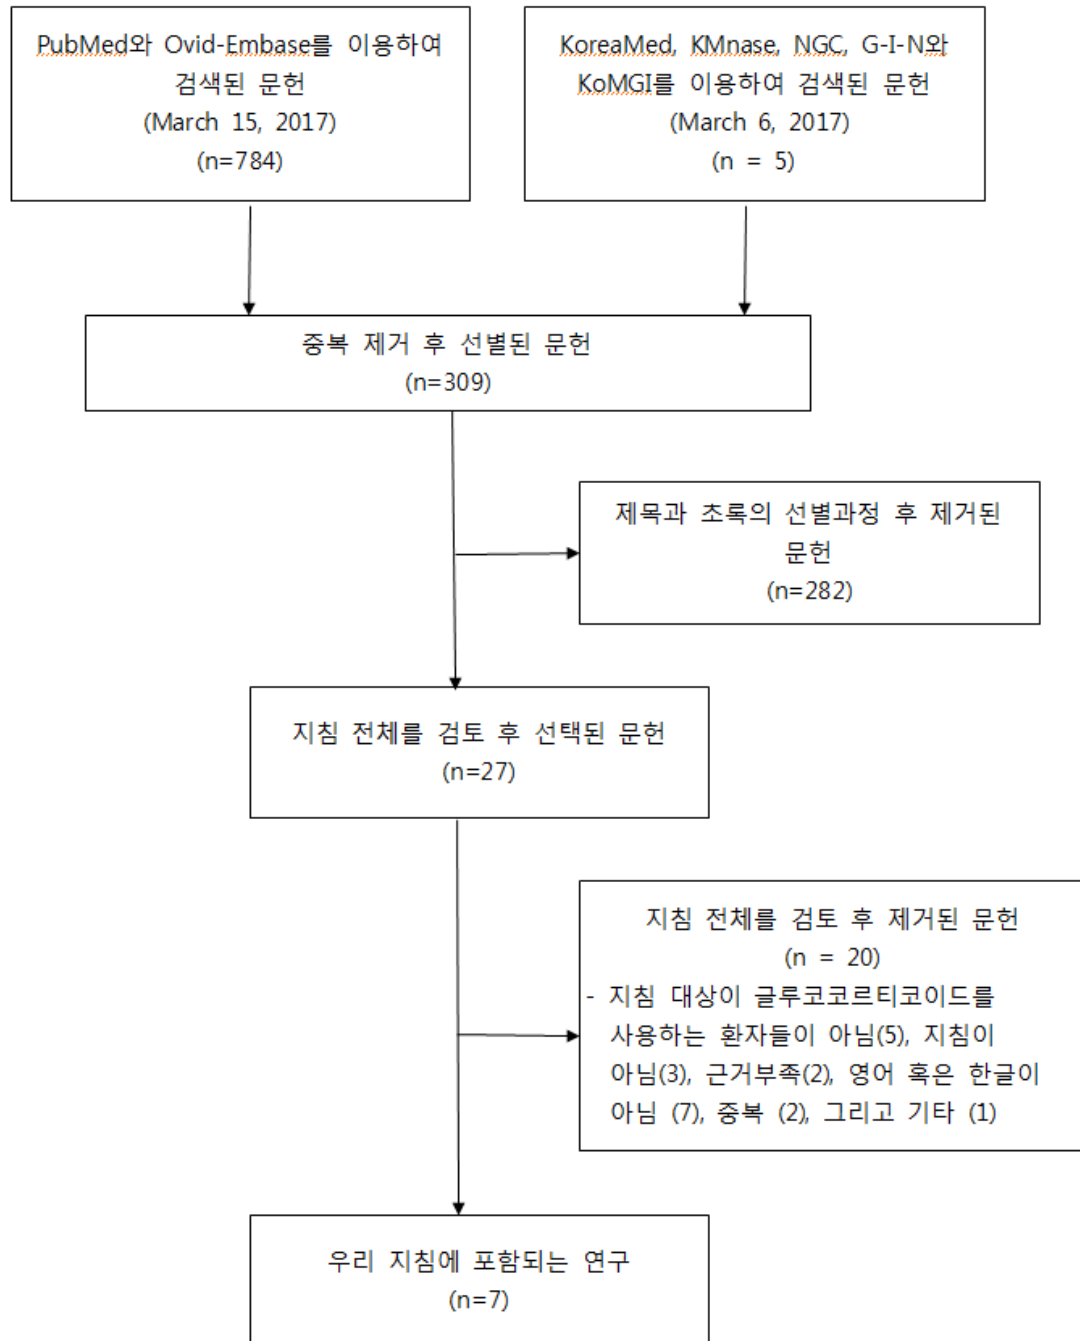 PubMed와 Ovid-Embase를 이용하여
검색된 문헌
(March 15, 2017)
(n=784)
KoreaMed, KMnase, NGC, G-I-N와
KoMGI를 이용하여 검색된 문헌
(March 6, 2017)
(n = 5)
중복 제거 후 선별된 문헌
(n=309)
제목과 초록의 선별과정 후 제거된
문헌
(n=282)
지침 전체를 검토 후 선택된 문헌
(n=27)
지침 전체를 검토 후 제거된 문헌
(n = 20)
- 지침 대상이 글루코코르티코이드를
사용하는 환자들이 아님(5), 지침이
아님(3), 근거부족(2), 영어 혹은 한글이
아님 (7), 중복 (2), 그리고 기타 (1)
우리 지침에 포함되는 연구
(n=7)